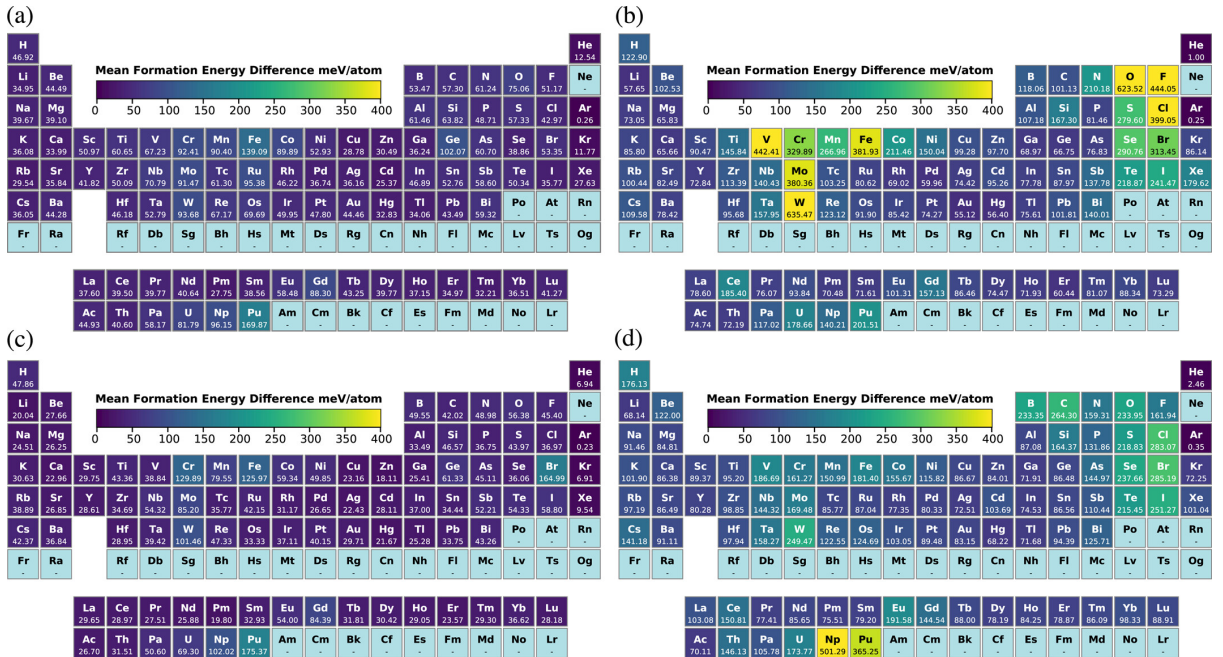 (a)
H He
46.92 12.54
Mean Formation Energy Difference meV/atom
Li Be B C N O F Ne
34.95 44.49 53.47 57.30 61.24 75.06 51.17 -
0 50 100 150 200 250 300 350 400
Na Mg Al Si P S Cl Ar
39.67 39.10 61.46 63.82 48.71 57.33 42.97 0.26
K Ca Sc Ti V Cr Mn Fe Co Ni Cu Zn Ga Ge As Se Br Kr
36.08 33.99 50.97 60.65 67.23 92.41 90.40 139.09 89.89 52.93 28.78 30.49 36.24 102.07 60.70 38.86 53.35 11.77
Rb Sr Y Zr Nb Mo Tc Ru Rh Pd Ag Cd In Sn Sb Te I Xe
29.54 35.84 41.82 50.09 70.79 91.47 61.30 95.38 46.22 36.74 36.16 25.37 46.89 52.76 58.60 50.34 35.77 27.63
Cs Ba Hf Ta W Re Os Ir Pt Au Hg Tl Pb Bi Po At Rn
36.05 44.28 46.18 52.79 93.68 67.17 69.69 49.95 47.80 44.46 32.83 34.06 43.49 59.32 - - -
Fr Ra Rf Db Sg Bh Hs Mt Ds Rg Cn Nh Fl Mc Lv Ts Og
- - - - - - - - - - - - - - - - -
La Ce Pr Nd Pm Sm Eu Gd Tb Dy Ho Er Tm Yb Lu
37.60 39.50 39.77 40.64 27.75 38.56 58.48 88.30 43.25 39.77 37.15 34.97 32.21 36.51 41.27
Ac Th Pa U Np Pu Am Cm Bk Cf Es Fm Md No Lr
44.93 40.60 58.17 81.79 96.15 169.87 - - - - - - - - -
(b)
H He
122.90 1.00
Mean Formation Energy Difference meV/atom
Li Be B C N O F Ne
57.65 102.53 118.06 101.13 210.18 623.52 444.05 -
0 50 100 150 200 250 300 350 400
Na Mg Al Si P S Cl Ar
73.05 65.83 107.18 167.30 81.46 279.60 399.05 0.25
K Ca Sc Ti V Cr Mn Fe Co Ni Cu Zn Ga Ge As Se Br Kr
85.80 65.66 90.47 145.84 442.41 329.89 266.96 381.93 211.46 150.04 99.28 97.70 68.97 66.75 76.83 290.76 313.45 86.14
Rb Sr Y Zr Nb Mo Tc Ru Rh Pd Ag Cd In Sn Sb Te I Xe
100.44 82.49 72.84 113.39 140.43 380.36 103.25 80.62 69.02 59.96 74.42 95.26 77.78 87.97 137.78 218.87 241.47 179.62
Cs Ba Hf Ta W Re Os Ir Pt Au Hg Tl Pb Bi Po At Rn
109.58 78.42 95.68 157.95 635.47 123.12 91.90 85.42 74.27 55.12 56.40 75.61 101.81 140.01 - - -
Fr Ra Rf Db Sg Bh Hs Mt Ds Rg Cn Nh Fl Mc Lv Ts Og
- - - - - - - - - - - - - - - - -
La Ce Pr Nd Pm Sm Eu Gd Tb Dy Ho Er Tm Yb Lu
78.60 185.40 76.07 93.84 70.48 71.61 101.31 157.13 86.46 74.47 71.93 60.44 81.07 88.34 73.29
Ac Th Pa U Np Pu Am Cm Bk Cf Es Fm Md No Lr
74.74 72.19 117.02 178.66 140.21 201.51 - - - - - - - - -
(c)
H He
47.86 6.94
Mean Formation Energy Difference meV/atom
Li Be B C N O F Ne
20.04 27.66 49.55 42.02 48.98 56.38 45.40 -
0 50 100 150 200 250 300 350 400
Na Mg Al Si P S Cl Ar
24.51 26.25 33.49 46.57 36.75 43.97 36.97 0.23
K Ca Sc Ti V Cr Mn Fe Co Ni Cu Zn Ga Ge As Se Br Kr
30.63 22.96 29.75 43.36 38.84 129.89 79.55 125.97 59.34 49.85 23.16 18.11 25.41 61.33 45.11 36.06 164.99 6.91
Rb Sr Y Zr Nb Mo Tc Ru Rh Pd Ag Cd In Sn Sb Te I Xe
38.89 26.85 28.61 34.69 54.32 85.20 35.77 42.15 31.17 26.65 22.43 28.11 37.00 34.44 52.21 54.33 58.80 9.54
Cs Ba Hf Ta W Re Os Ir Pt Au Hg Tl Pb Bi Po At Rn
42.37 36.84 28.95 39.42 101.46 47.33 33.33 37.11 40.15 29.71 21.67 25.28 33.75 43.26 - - -
Fr Ra Rf Db Sg Bh Hs Mt Ds Rg Cn Nh Fl Mc Lv Ts Og
- - - - - - - - - - - - - - - - -
La Ce Pr Nd Pm Sm Eu Gd Tb Dy Ho Er Tm Yb Lu
29.65 28.97 27.51 25.88 19.80 32.93 54.00 84.39 31.81 30.42 29.05 23.57 29.30 36.62 28.18
Ac Th Pa U Np Pu Am Cm Bk Cf Es Fm Md No Lr
26.70 31.51 50.60 69.30 102.02 175.37 - - - - - - - - -
(d)
H He
176.13 2.46
Mean Formation Energy Difference meV/atom
Li Be B C N O F Ne
68.14 122.00 233.35 264.30 159.31 233.95 161.94 -
0 50 100 150 200 250 300 350 400
Na Mg Al Si P S Cl Ar
91.46 84.81 87.08 164.37 131.86 218.83 283.07 0.35
K Ca Sc Ti V Cr Mn Fe Co Ni Cu Zn Ga Ge As Se Br Kr
101.90 86.38 89.37 95.20 186.69 161.27 150.99 181.40 155.67 115.82 86.67 84.01 71.91 86.48 144.97 237.66 285.19 72.25
Rb Sr Y Zr Nb Mo Tc Ru Rh Pd Ag Cd In Sn Sb Te I Xe
97.19 86.49 80.28 98.85 144.32 169.48 85.77 87.04 77.35 80.33 72.51 103.69 74.53 86.56 110.44 215.45 251.27 101.04
Cs Ba Hf Ta W Re Os Ir Pt Au Hg Tl Pb Bi Po At Rn
141.18 91.11 97.94 158.27 249.47 122.55 124.69 103.05 89.48 83.15 68.22 71.68 94.39 125.71 - - -
Fr Ra Rf Db Sg Bh Hs Mt Ds Rg Cn Nh Fl Mc Lv Ts Og
- - - - - - - - - - - - - - - - -
La Ce Pr Nd Pm Sm Eu Gd Tb Dy Ho Er Tm Yb Lu
103.08 150.81 77.41 85.65 75.51 79.20 191.58 144.54 88.00 78.19 84.25 78.87 86.09 98.33 88.91
Ac Th Pa U Np Pu Am Cm Bk Cf Es Fm Md No Lr
70.11 146.13 105.78 173.77 501.29 365.25 - - - - - - - - -